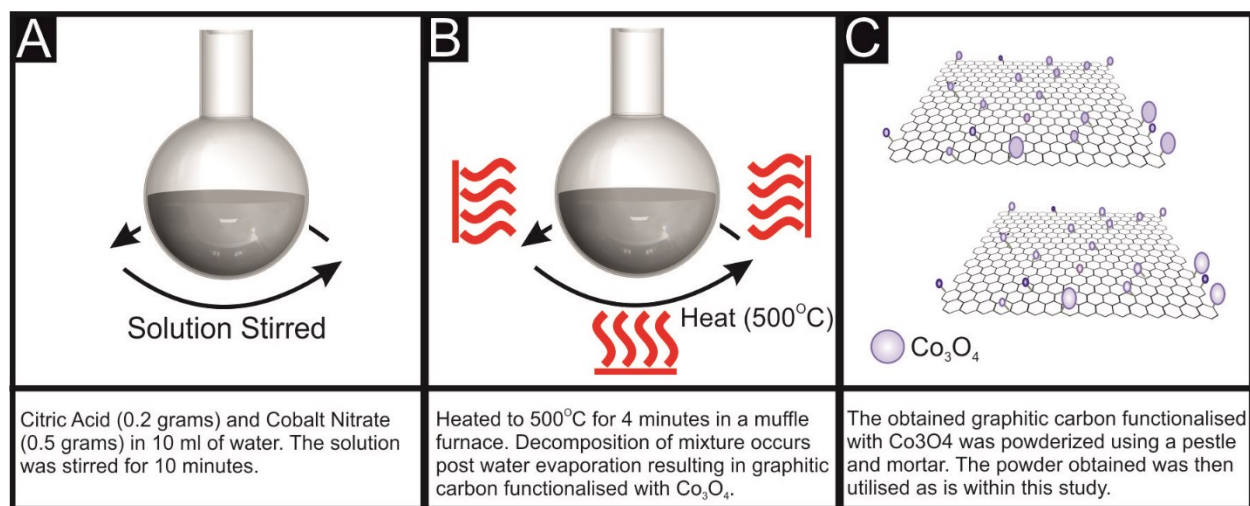 A
Solution Stirred
Citric Acid (0.2 grams) and Cobalt Nitrate
(0.5 grams) in 10 ml of water. The solution
was stirred for 10 minutes.
B
Heat (500°C)
Heated to 500°C for 4 minutes in a muffle
furnace. Decomposition of mixture occurs
post water evaporation resulting in graphitic
carbon functionalised with Co₃O₄.
C
Co₃O₄
The obtained graphitic carbon functionalised
with Co3O4 was powderized using a pestle
and mortar. The powder obtained was then
utilised as is within this study.